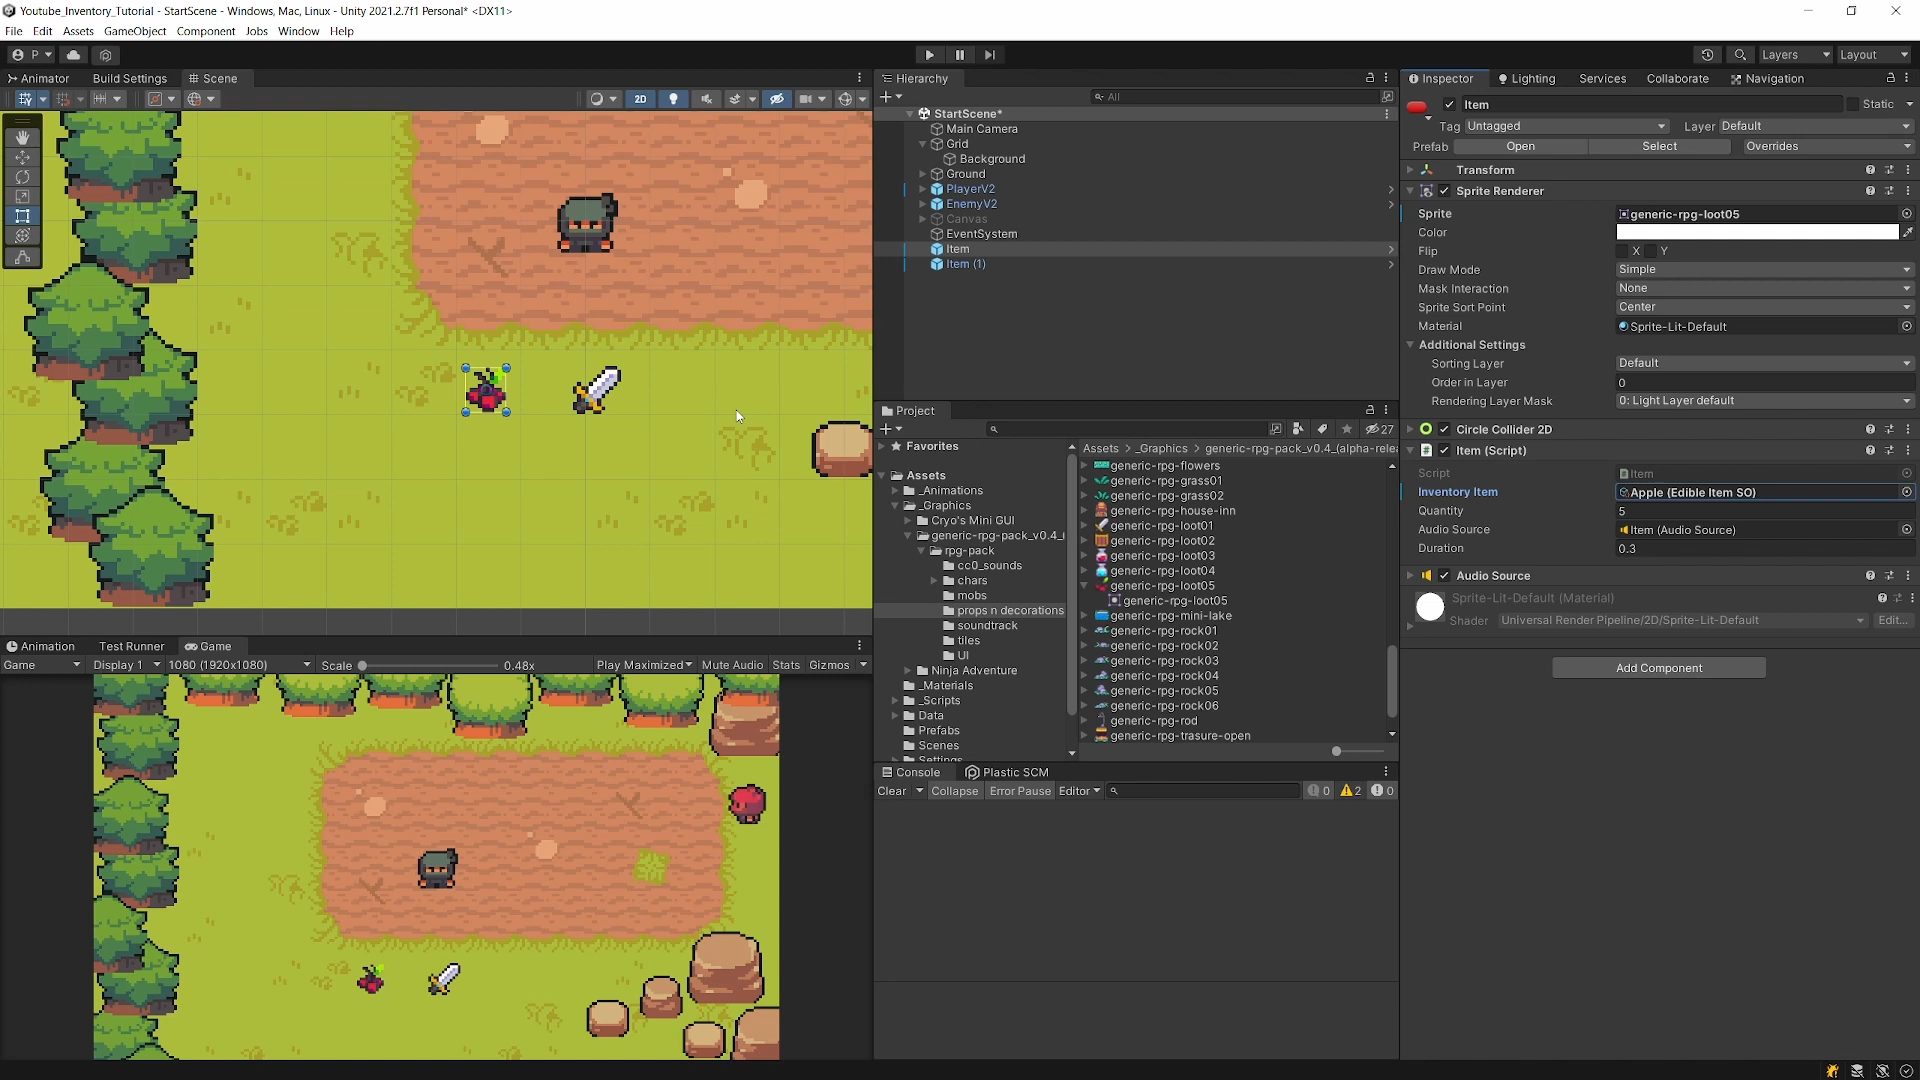 Youtube_Inventory_Tutorial - StartScene - Windows, Mac, Linux - Unity 2021.2.7f1 Personal* <DX11>
File Edit Assets GameObject Component Jobs Window Help
P
Layers Layout
Animator Build Settings Scene
2D
Hierarchy
All
StartScene*
Main Camera
Grid
Background
Ground
PlayerV2
EnemyV2
Canvas
EventSystem
Item
Item (1)
Project
27
Favorites
Assets
_Animations
_Graphics
Cryo's Mini GUI
generic-rpg-pack_v0.4_(
rpg-pack
cc0_sounds
chars
mobs
props n decorations
soundtrack
tiles
UI
Ninja Adventure
_Materials
_Scripts
Data
Prefabs
Scenes
Settings
Assets > _Graphics > generic-rpg-pack_v0.4_(alpha-relea
generic-rpg-flowers
generic-rpg-grass01
generic-rpg-grass02
generic-rpg-house-inn
generic-rpg-loot01
generic-rpg-loot02
generic-rpg-loot03
generic-rpg-loot04
generic-rpg-loot05
generic-rpg-loot05
generic-rpg-mini-lake
generic-rpg-rock01
generic-rpg-rock02
generic-rpg-rock03
generic-rpg-rock04
generic-rpg-rock05
generic-rpg-rock06
generic-rpg-rod
generic-rpg-trasure-open
Console Plastic SCM
Clear Collapse Error Pause Editor 0 2 0
Animation Test Runner Game
Game Display 1 1080 (1920x1080) Scale 0.48x Play Maximized Mute Audio Stats Gizmos
Inspector Lighting Services Collaborate Navigation
Item Static
Tag Untagged Layer Default
Prefab Open Select Overrides
Transform
Sprite Renderer
Sprite generic-rpg-loot05
Color
Flip X Y
Draw Mode Simple
Mask Interaction None
Sprite Sort Point Center
Material Sprite-Lit-Default
Additional Settings
Sorting Layer Default
Order in Layer 0
Rendering Layer Mask 0: Light Layer default
Circle Collider 2D
Item (Script)
Script Item
Inventory Item Apple (Edible Item SO)
Quantity 5
Audio Source Item (Audio Source)
Duration 0.3
Audio Source
Sprite-Lit-Default (Material)
Shader Universal Render Pipeline/2D/Sprite-Lit-Default Edit...
Add Component